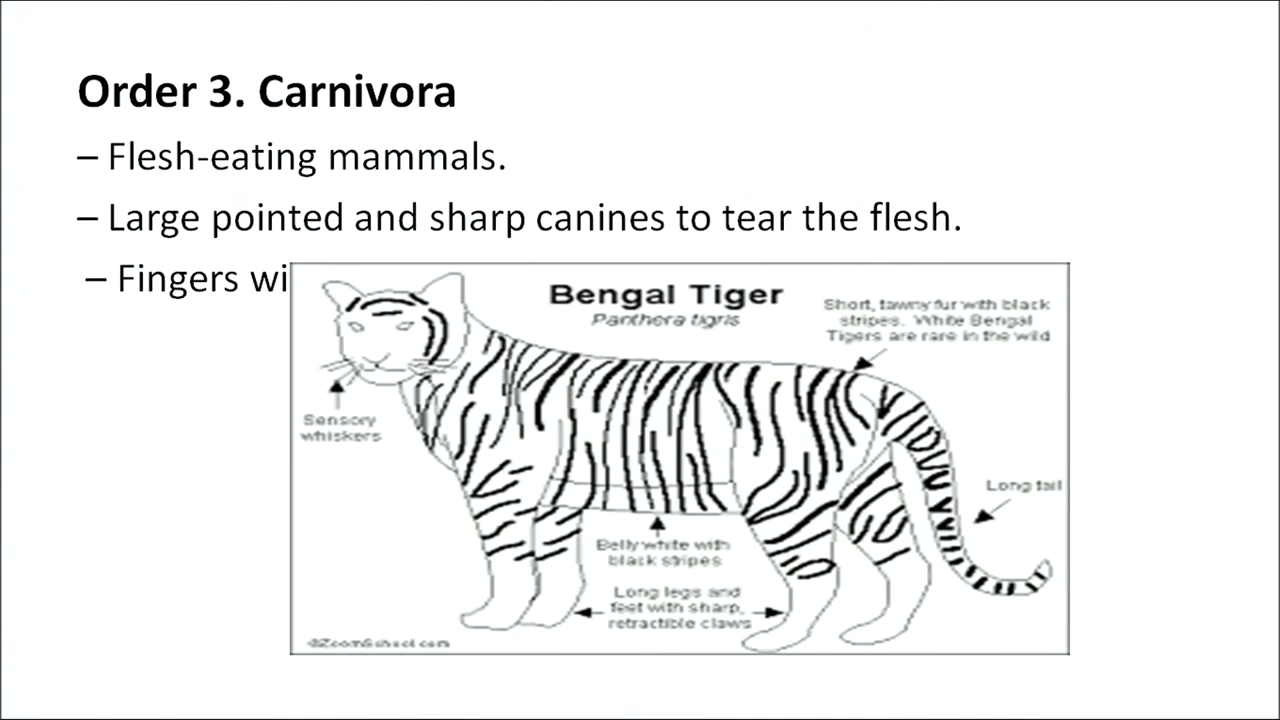 Order 3. Carnivora
– Flesh-eating mammals.
– Large pointed and sharp canines to tear the flesh.
– Fingers wi
Bengal Tiger
Panthera tigris
Short, tawny fur with black
stripes. White Bengal
Tigers are rare in the wild
Sensory
whiskers
Long tail
Belly white with
black stripes
Long legs and
feet with sharp,
retractible claws
©ZoomSchool.com